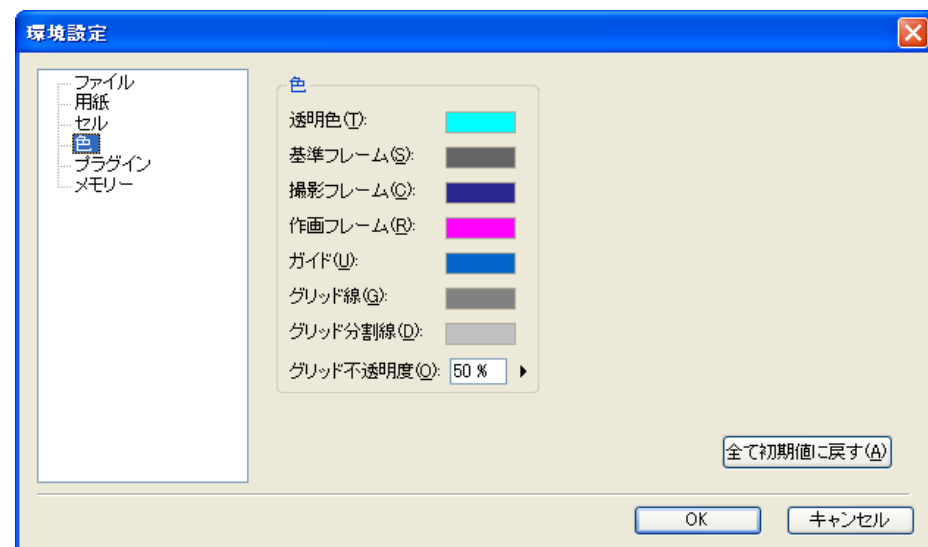 環境設定
ファイル
用紙
セル
色
プラグイン
メモリー
色
透明色(T):
基準フレーム(S):
撮影フレーム(C):
作画フレーム(R):
ガイド(U):
グリッド線(G):
グリッド分割線(D):
グリッド不透明度(O): 50 %
全て初期値に戻す(A)
OK キャンセル